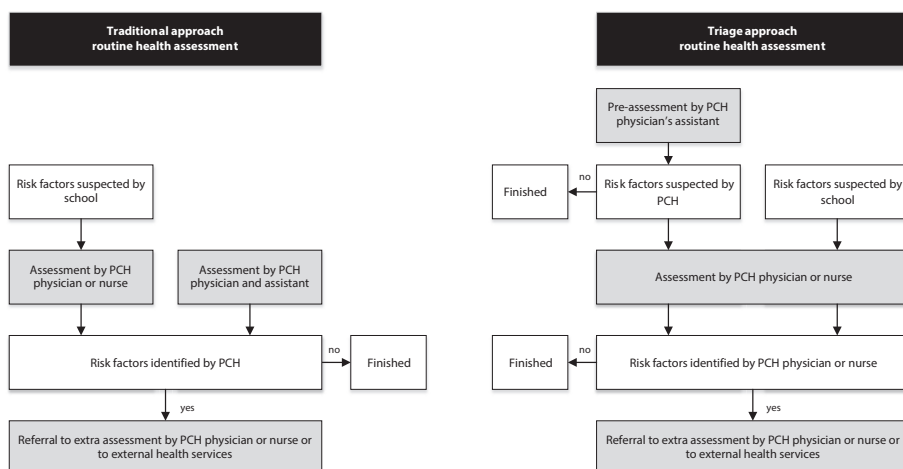 Traditional approach
routine health assessment
Risk factors suspected by
school
Assessment by PCH
physician or nurse
Assessment by PCH
physician and assistant
Risk factors identified by PCH
no
Finished
yes
Referral to extra assessment by PCH physician or nurse or
to external health services
Triage approach
routine health assessment
Pre-assessment by PCH
physician's assistant
no
Finished
Risk factors suspected by
PCH
Risk factors suspected by
school
Assessment by PCH physician or nurse
no
Finished
Risk factors identified by PCH physician or nurse
yes
Referral to extra assessment by PCH physician or nurse or
to external health services